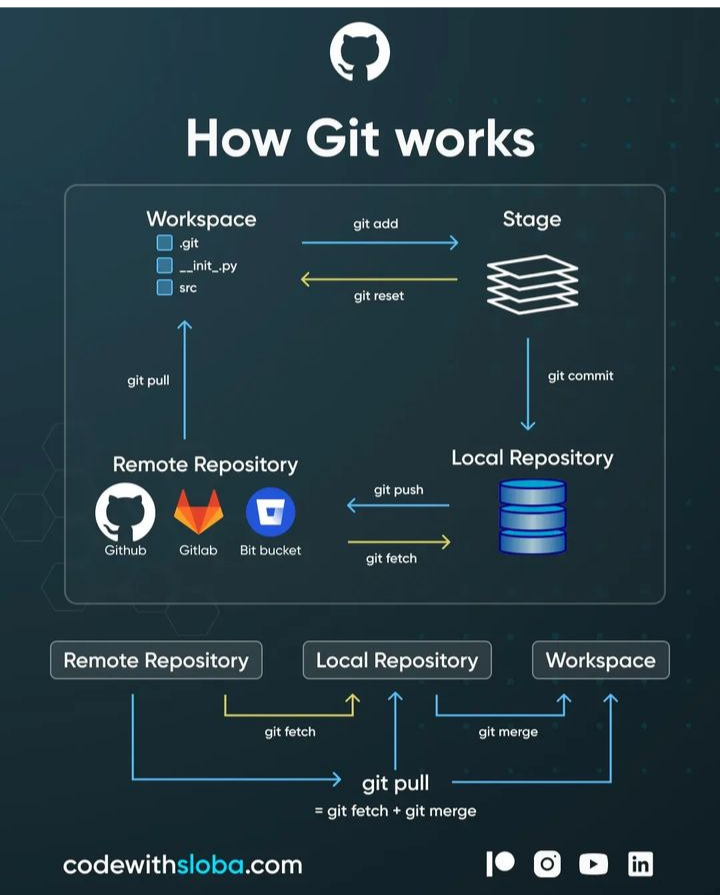 How Git works
Workspace
.git
__init_.py
src
git add
git reset
Stage
git pull
git commit
Remote Repository
Github
Gitlab
Bit bucket
git push
git fetch
Local Repository
Remote Repository
Local Repository
Workspace
git fetch
git merge
git pull
= git fetch + git merge
codewithsloba.com
in